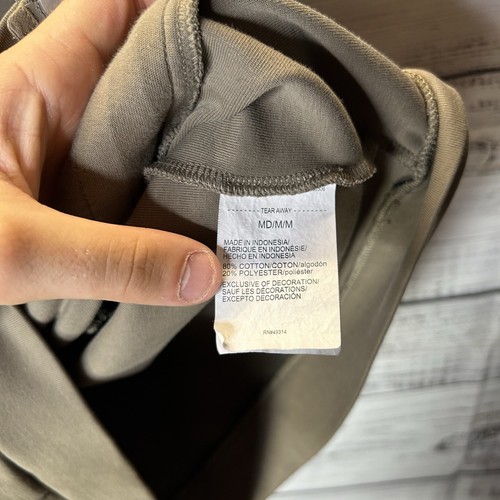 - - - - - - - - TEAR AWAY - - - - - - - -
MD/M/M
MADE IN INDONESIA/
FABRIQUE EN INDONESIE/
HECHO EN INDONESIA
80% COTTON/COTON/algodón
20% POLYESTER/poliéster
EXCLUSIVE OF DECORATION/
SAUF LES DÉCORATIONS/
EXCEPTO DECORACIÓN